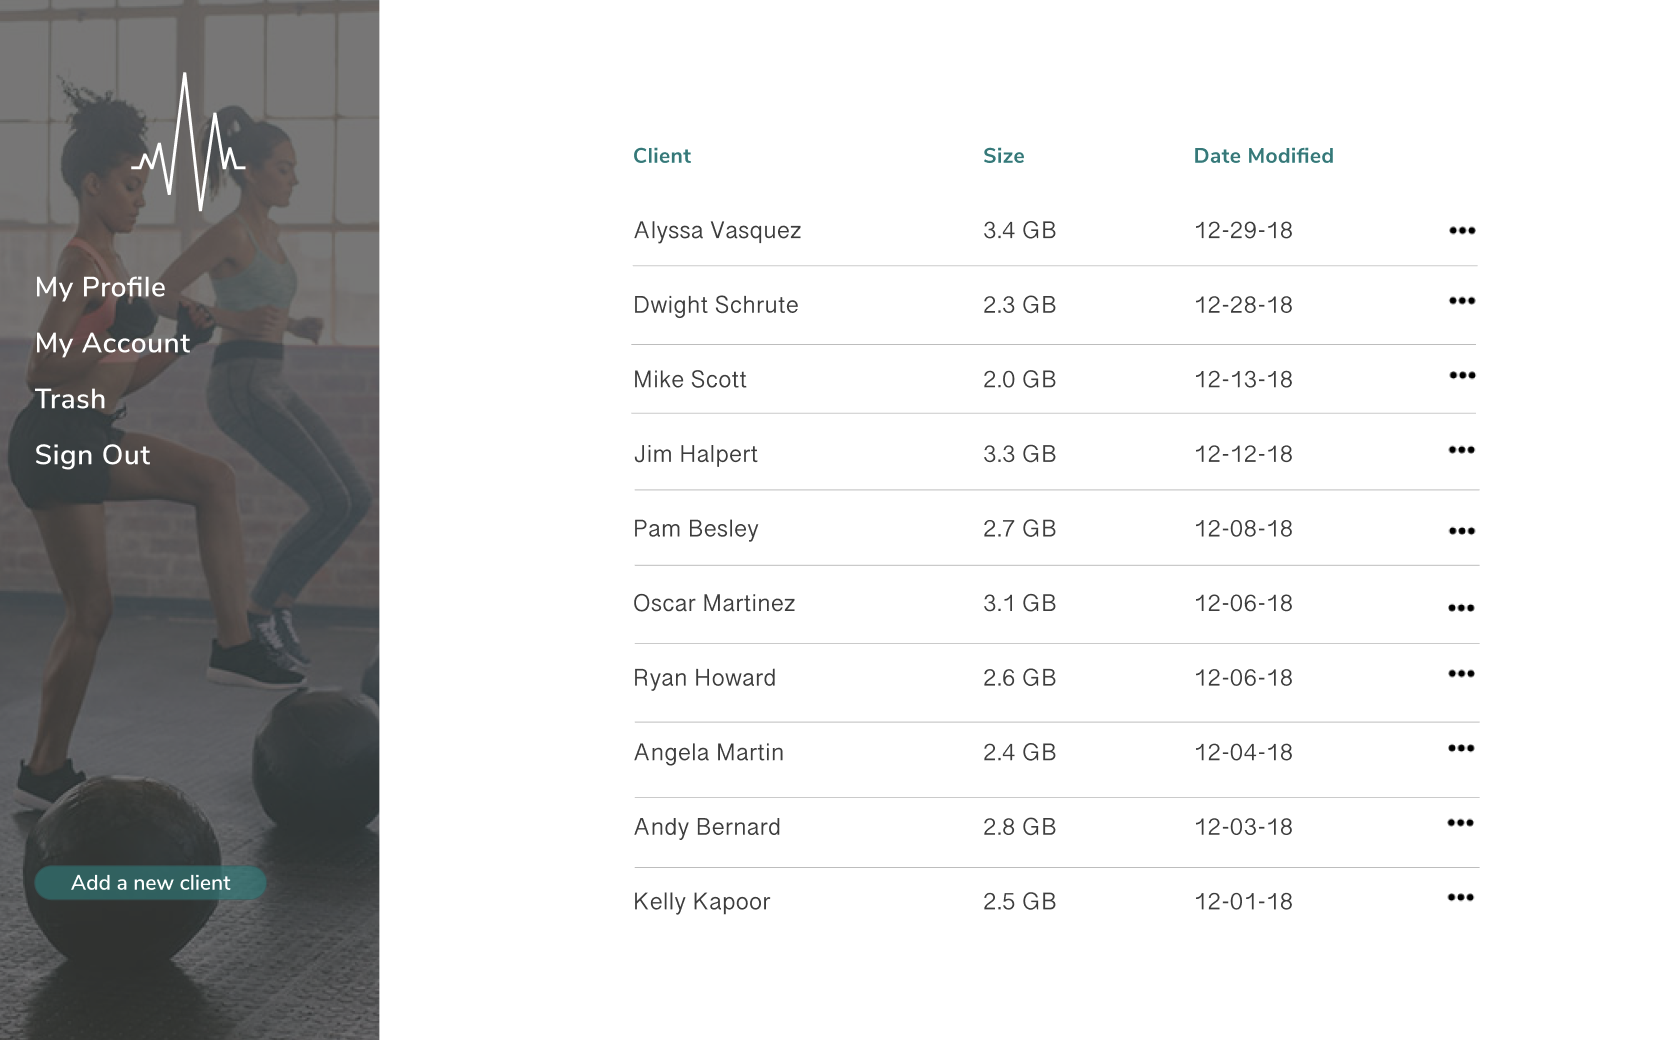 My Profile
My Account
Trash
Sign Out
Add a new client
Client Size Date Modified
Alyssa Vasquez 3.4 GB 12-29-18
Dwight Schrute 2.3 GB 12-28-18
Mike Scott 2.0 GB 12-13-18
Jim Halpert 3.3 GB 12-12-18
Pam Besley 2.7 GB 12-08-18
Oscar Martinez 3.1 GB 12-06-18
Ryan Howard 2.6 GB 12-06-18
Angela Martin 2.4 GB 12-04-18
Andy Bernard 2.8 GB 12-03-18
Kelly Kapoor 2.5 GB 12-01-18